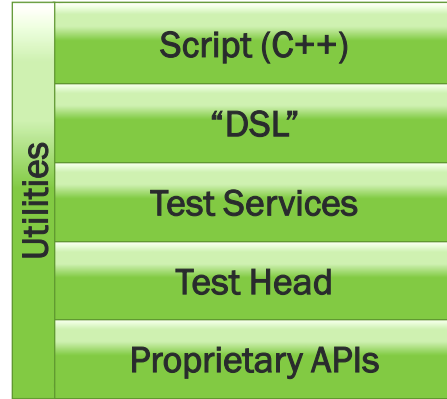 Utilities
Script (C++)
“DSL”
Test Services
Test Head
Proprietary APIs